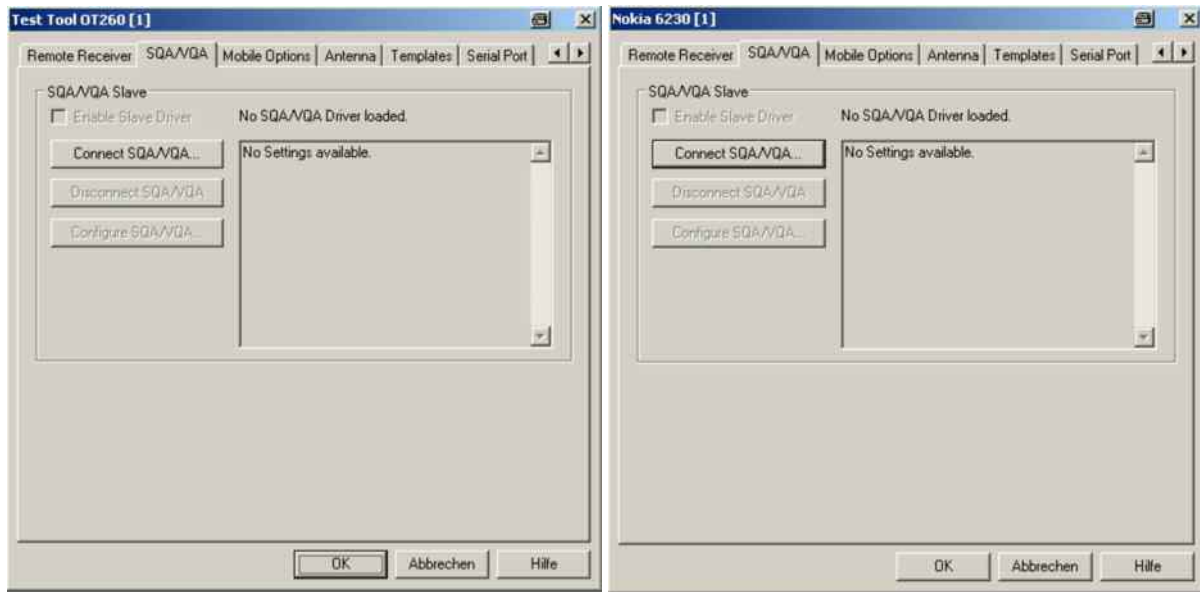 Test Tool OT260 [1]
Remote Receiver SQA/VQA Mobile Options Antenna Templates Serial Port
SQA/VQA Slave
Enable Slave Driver No SQA/VQA Driver loaded.
Connect SQA/VQA... No Settings available.
Disconnect SQA/VQA
Configure SQA/VQA...
OK Abbrechen Hilfe
Nokia 6230 [1]
Remote Receiver SQA/VQA Mobile Options Antenna Templates Serial Port
SQA/VQA Slave
Enable Slave Driver No SQA/VQA Driver loaded.
Connect SQA/VQA... No Settings available.
Disconnect SQA/VQA
Configure SQA/VQA...
OK Abbrechen Hilfe